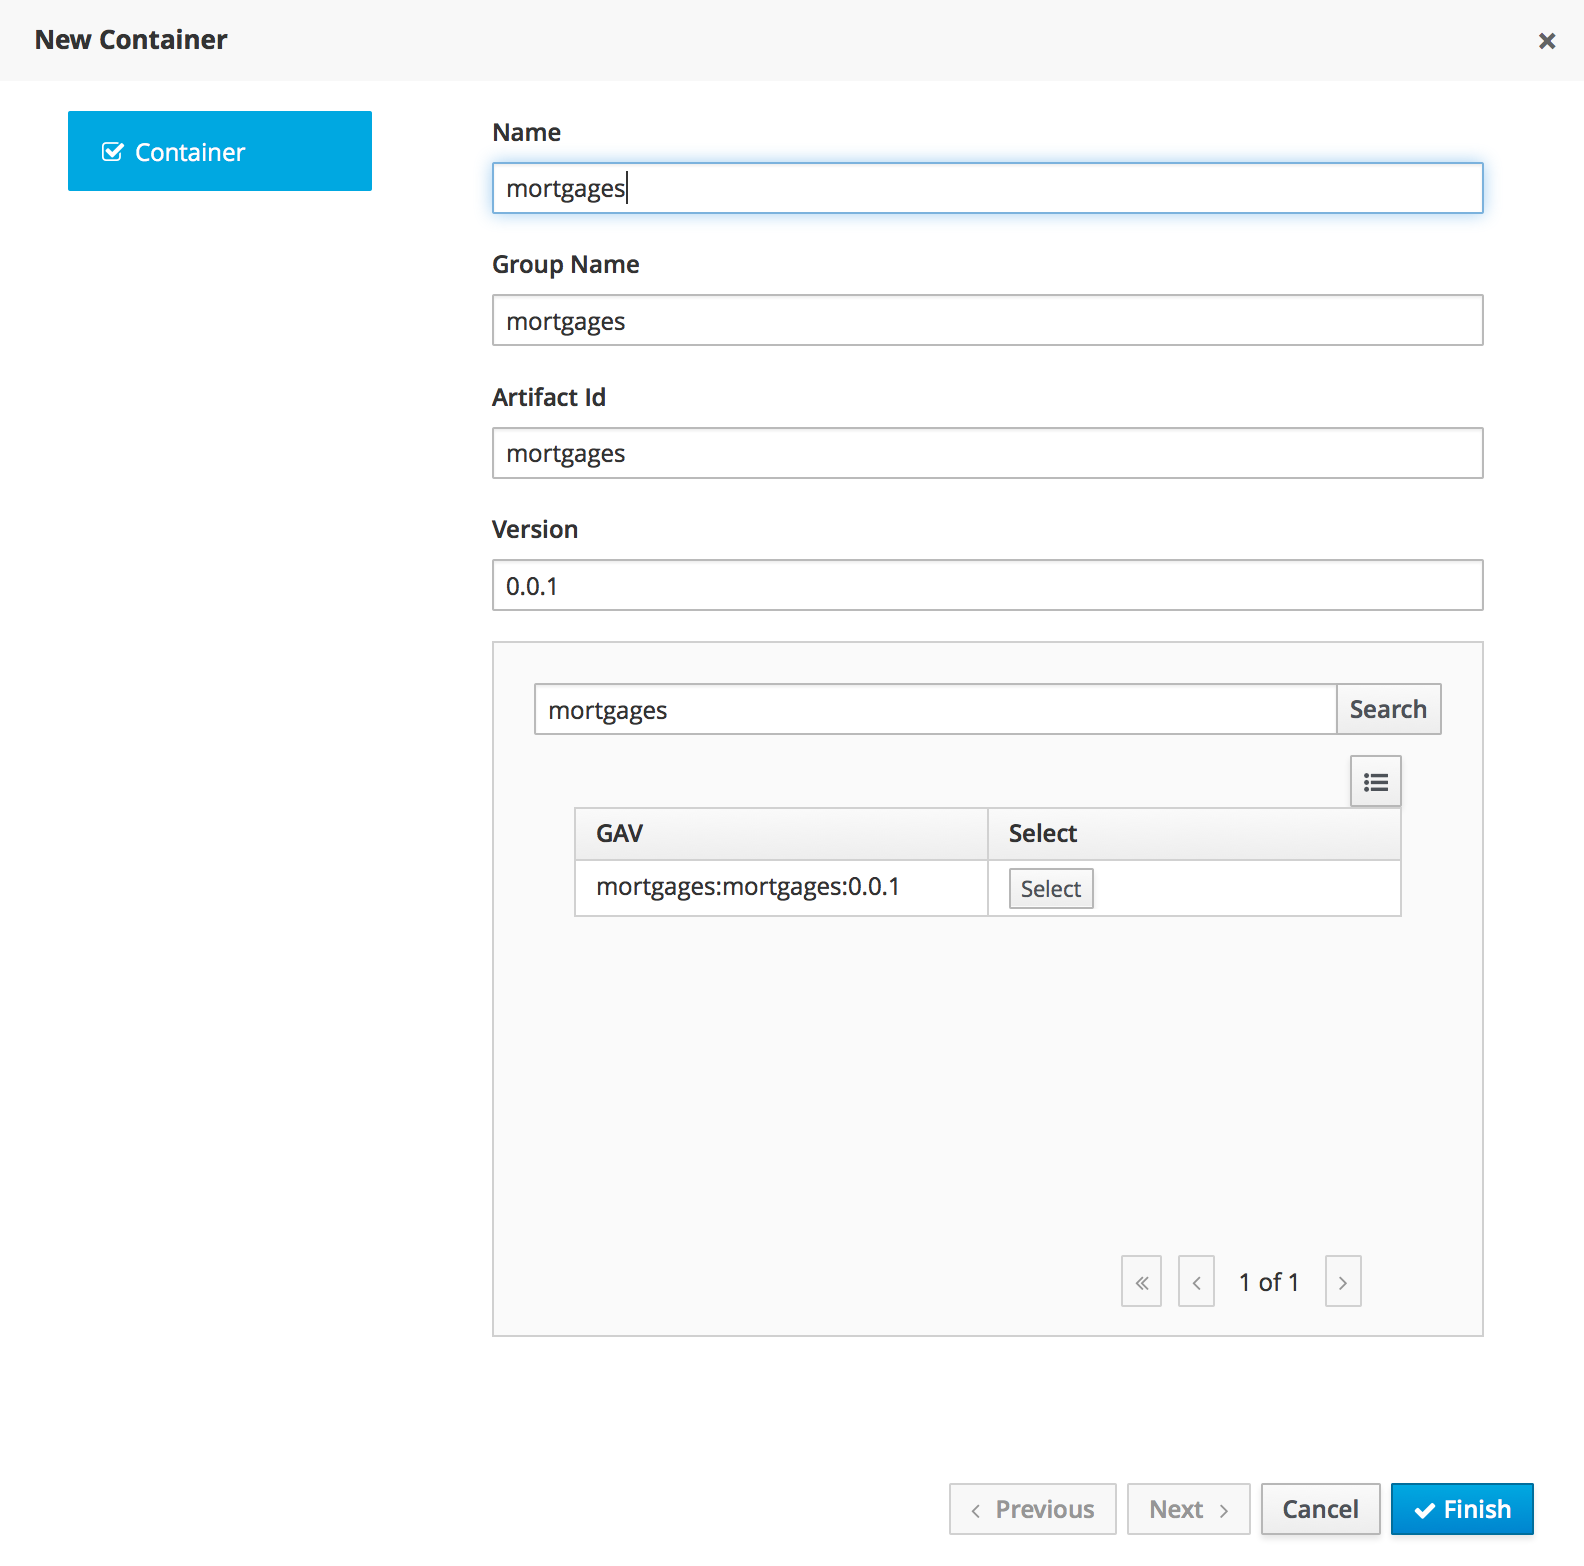 New Container
Container
Name
mortgages
Group Name
mortgages
Artifact Id
mortgages
Version
0.0.1
mortgages Search
GAV Select
mortgages:mortgages:0.0.1 Select
« < 1 of 1 >
< Previous Next > Cancel Finish